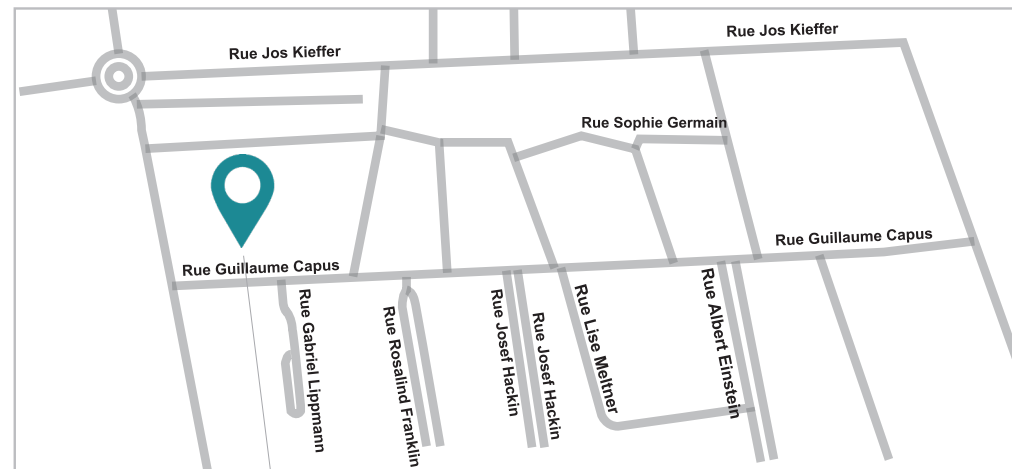 Rue Jos Kieffer
Rue Jos Kieffer
Rue Sophie Germain
Rue Guillaume Capus
Rue Guillaume Capus
Rue Gabriel Lippmann
Rue Rosalind Franklin
Rue Josef Hackin
Rue Josef Hackin
Rue Lise Meltner
Rue Albert Einstein